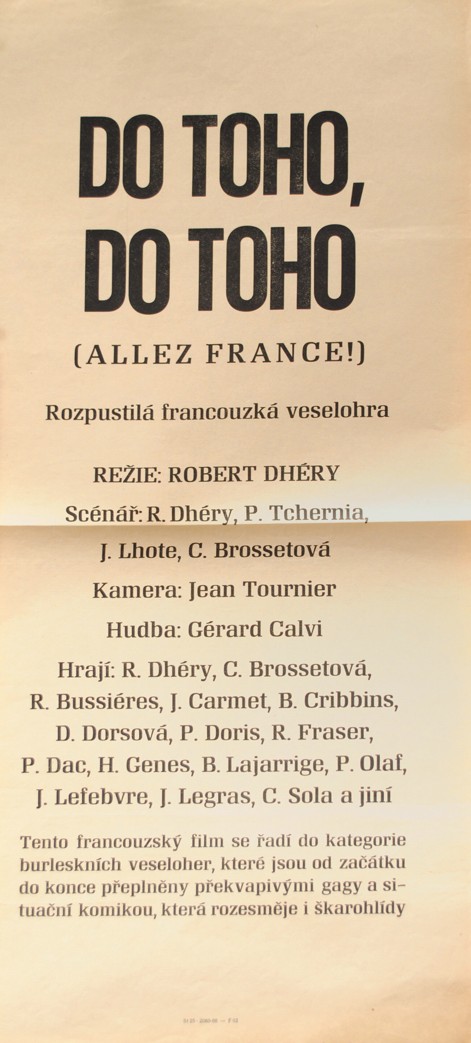 DO TOHO,
DO TOHO
(ALLEZ FRANCE!)
Rozpustilá francouzká veselohra
REŽIE: ROBERT DHÉRY
Scénář: R. Dhéry, P. Tchernia,
J. Lhote, C. Brossetová
Kamera: Jean Tournier
Hudba: Gérard Calvi
Hrají: R. Dhéry, C. Brossetová,
R. Bussiéres, J. Carmet, B. Cribbins,
D. Dorsová, P. Doris, R. Fraser,
P. Dac, H. Genes, B. Lajarrige, P. Olaf,
J. Lefebvre, J. Legras, C. Sola a jiní
Tento francouzský film se řadí do kategorie
burleskních veseloher, které jsou od začátku
do konce přeplněny překvapivými gagy a si-
tuační komikou, která rozesměje i škarohlídy